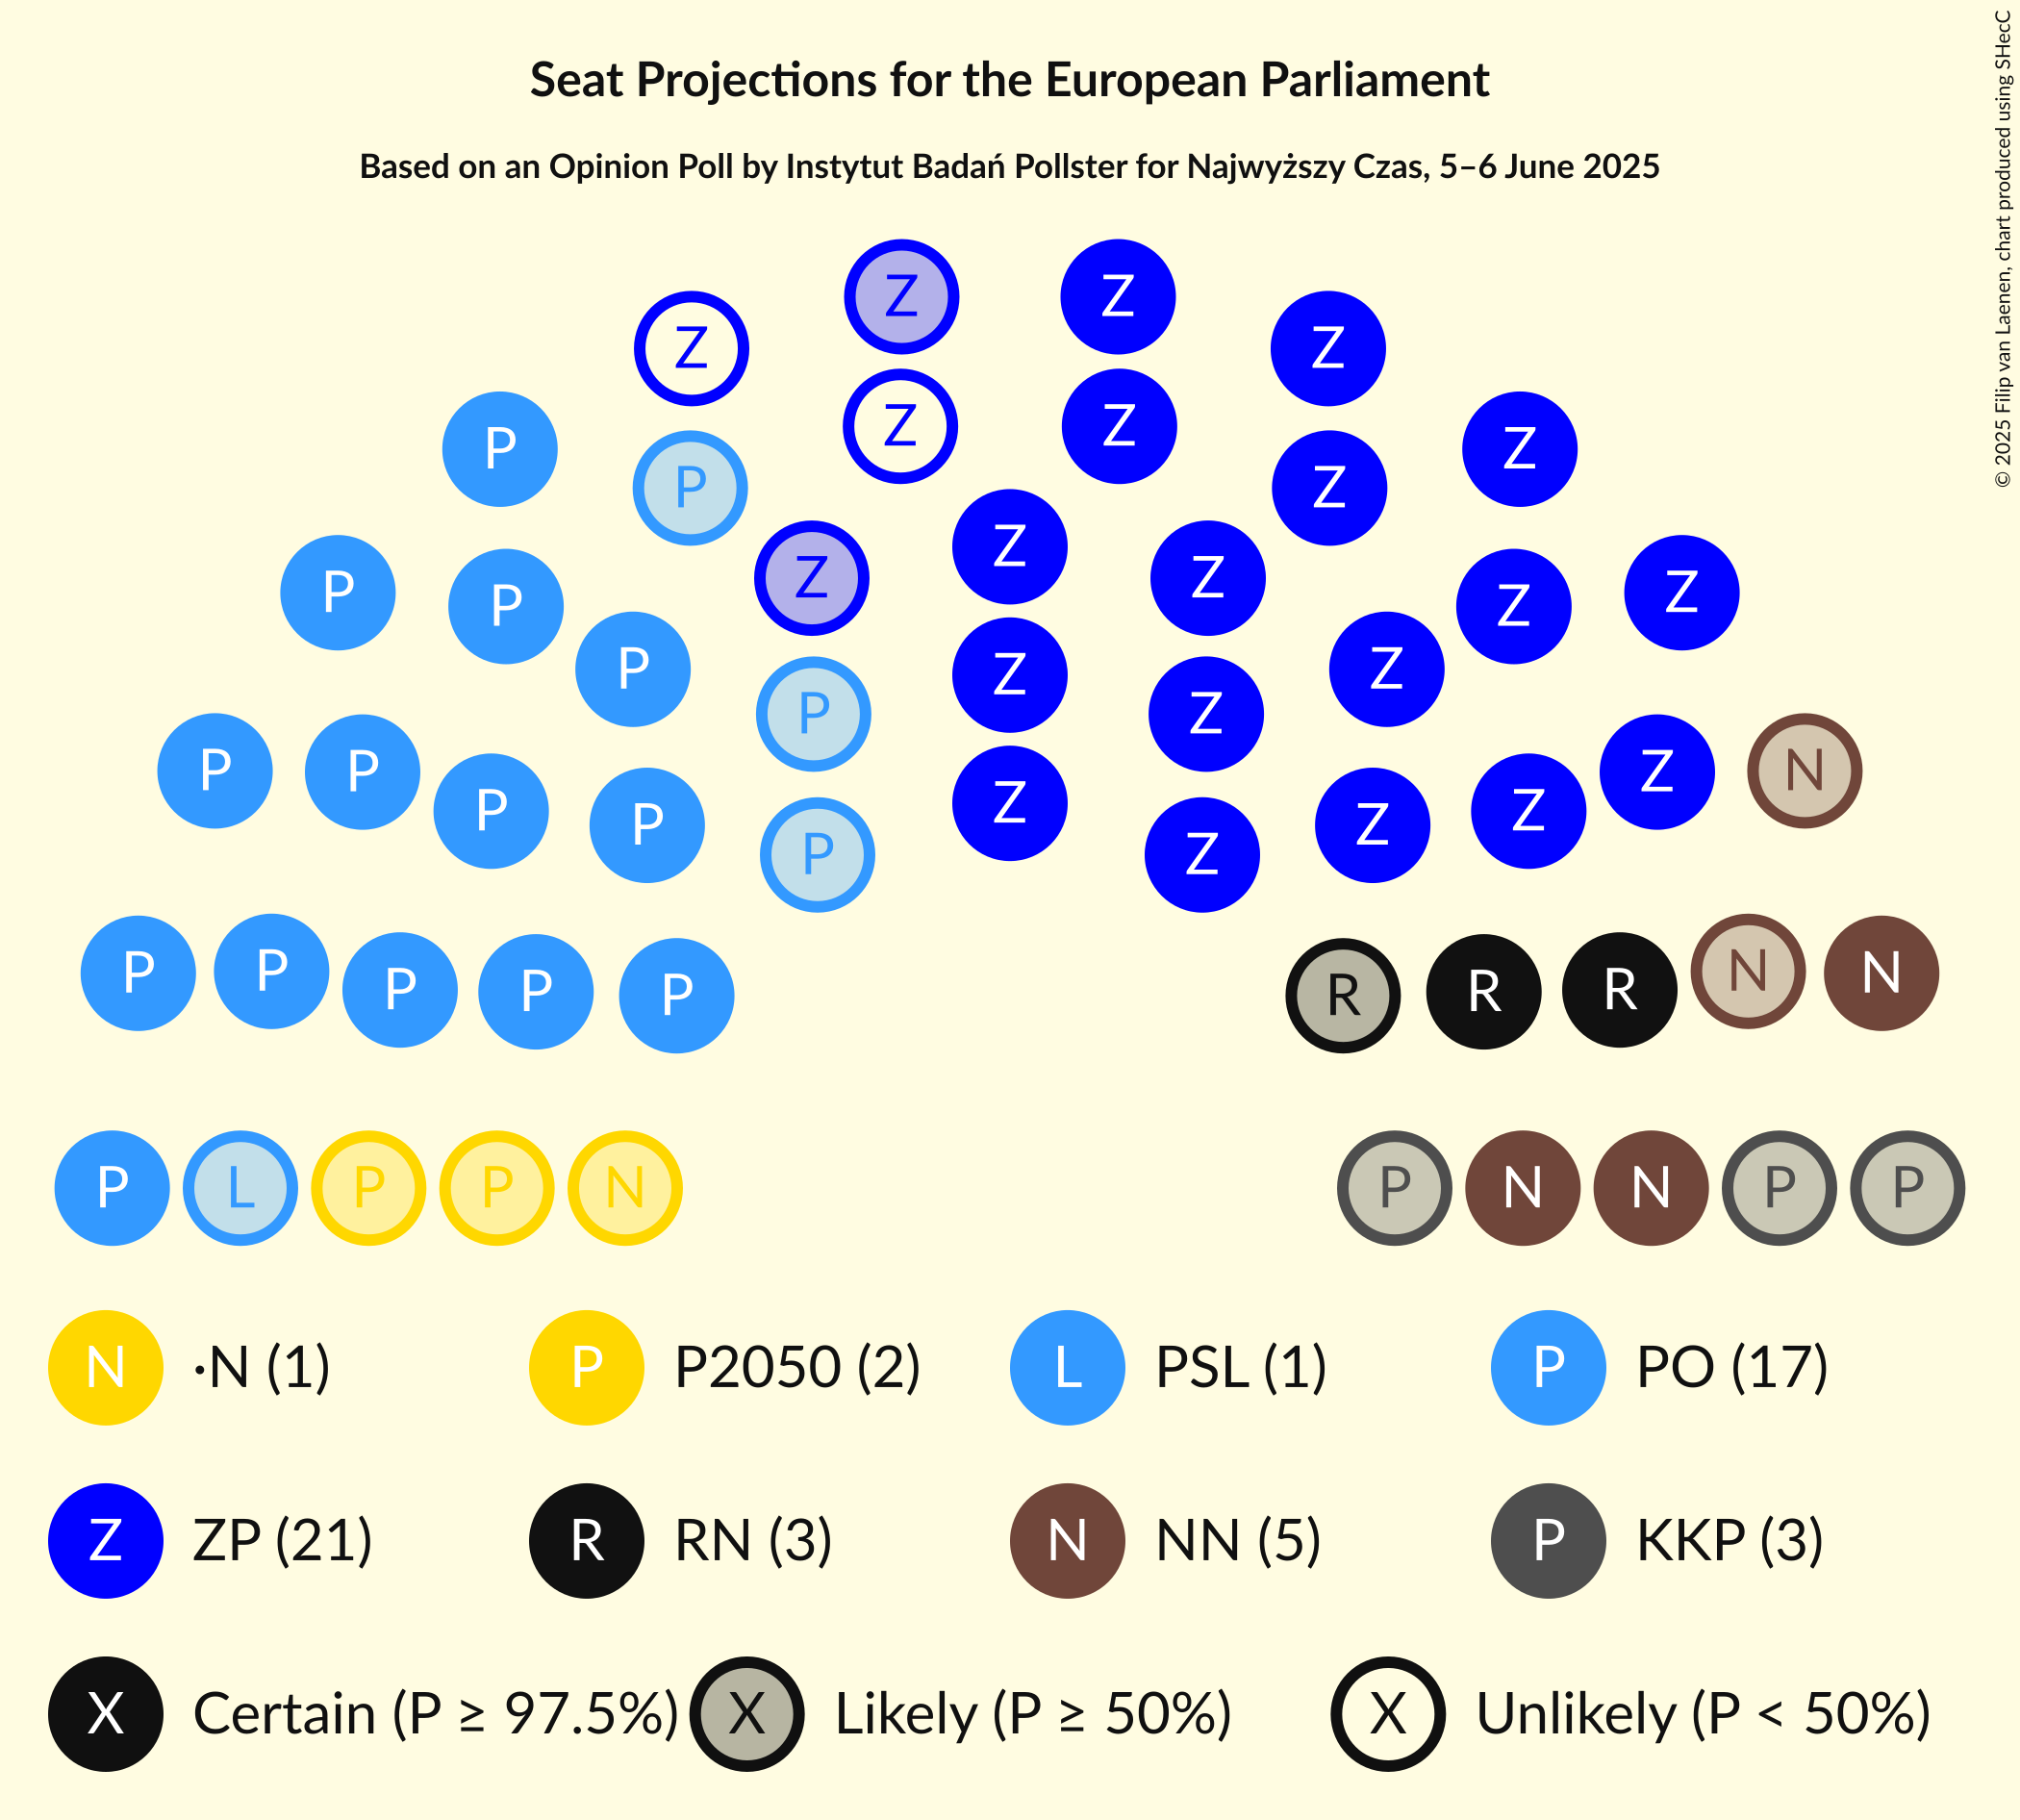 Seat Projections for the European Parliament
Based on an Opinion Poll by Instytut Badań Pollster for Najwyższy Czas, 5–6 June 2025
© 2025 Filip van Laenen, chart produced using SHecC
Z Z
Z Z
Z Z
P Z
P Z
Z Z
Z Z
P P Z Z
P Z
P Z P Z
P Z
P P Z Z N
P P Z Z
P P Z Z
P P P P P R R R N N
P L P P N P N N P P
N ·N (1) P P2050 (2) L PSL (1) P PO (17)
Z ZP (21) R RN (3) N NN (5) P KKP (3)
X Certain (P ≥ 97.5%) X Likely (P ≥ 50%) X Unlikely (P < 50%)